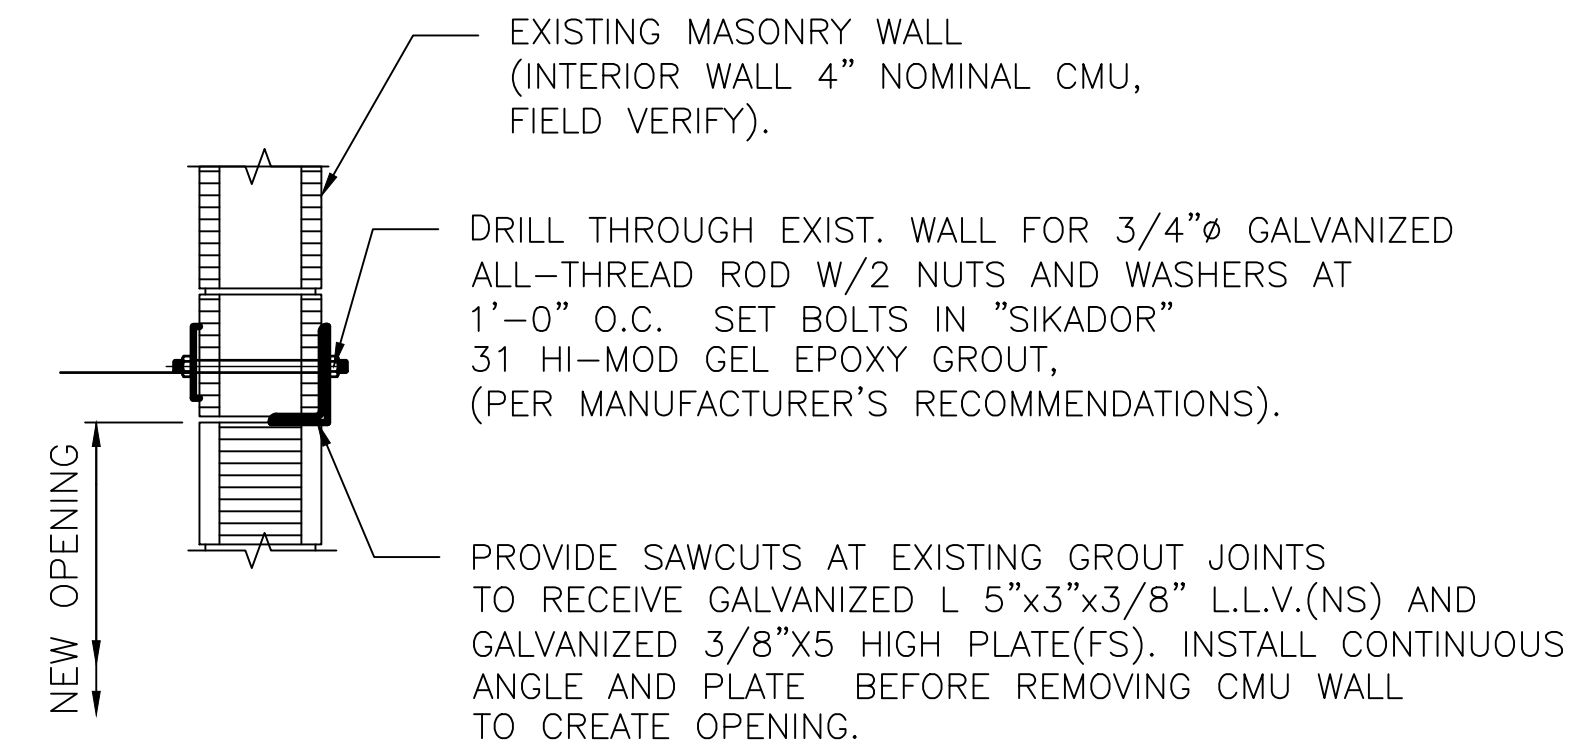 EXISTING MASONRY WALL
(INTERIOR WALL 4" NOMINAL CMU,
FIELD VERIFY).
DRILL THROUGH EXIST. WALL FOR 3/4"ø GALVANIZED
ALL-THREAD ROD W/2 NUTS AND WASHERS AT
1'-0" O.C. SET BOLTS IN "SIKADOR"
31 HI-MOD GEL EPOXY GROUT,
(PER MANUFACTURER'S RECOMMENDATIONS).
NEW OPENING
PROVIDE SAWCUTS AT EXISTING GROUT JOINTS
TO RECEIVE GALVANIZED L 5"x3"x3/8" L.L.V.(NS) AND
GALVANIZED 3/8"X5 HIGH PLATE(FS). INSTALL CONTINUOUS
ANGLE AND PLATE BEFORE REMOVING CMU WALL
TO CREATE OPENING.